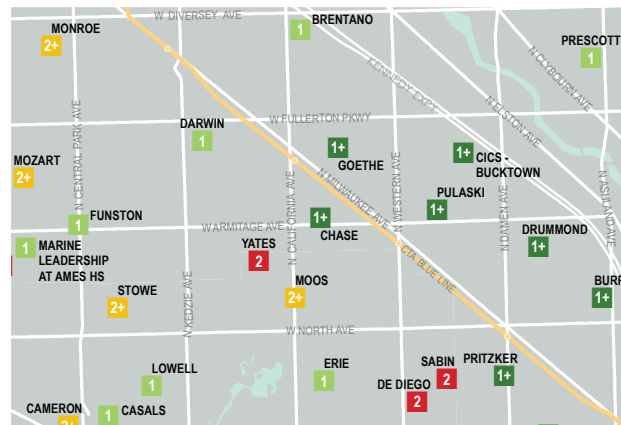 W DIVERSEY AVE
BRENTANO
1
MONROE
2+
PRESCOTT
1
N CLYBOURN AVE
KENNEDY EXPY
N ELSTON AVE
W FULLERTON PKWY
DARWIN
1
1+
GOETHE
1+
CICS -
BUCKTOWN
MOZART
2+
N CENTRAL PARK AVE
N MILWAUKEE AVE
N WESTERN AVE
N ASHLAND AVE
N CALIFORNIA AVE
N DAMEN AVE
PULASKI
1+
FUNSTON
1
1+
CHASE
W ARMITAGE AVE
DRUMMOND
1+
1
MARINE
LEADERSHIP
AT AMES HS
YATES
2
CTA BLUE LINE
N KEDZIE AVE
STOWE
2+
MOOS
2+
BURR
1+
W NORTH AVE
LOWELL
1
ERIE
1
SABIN
2
PRITZKER
1+
DE DIEGO
2
CAMERON
2+
1
CASALS